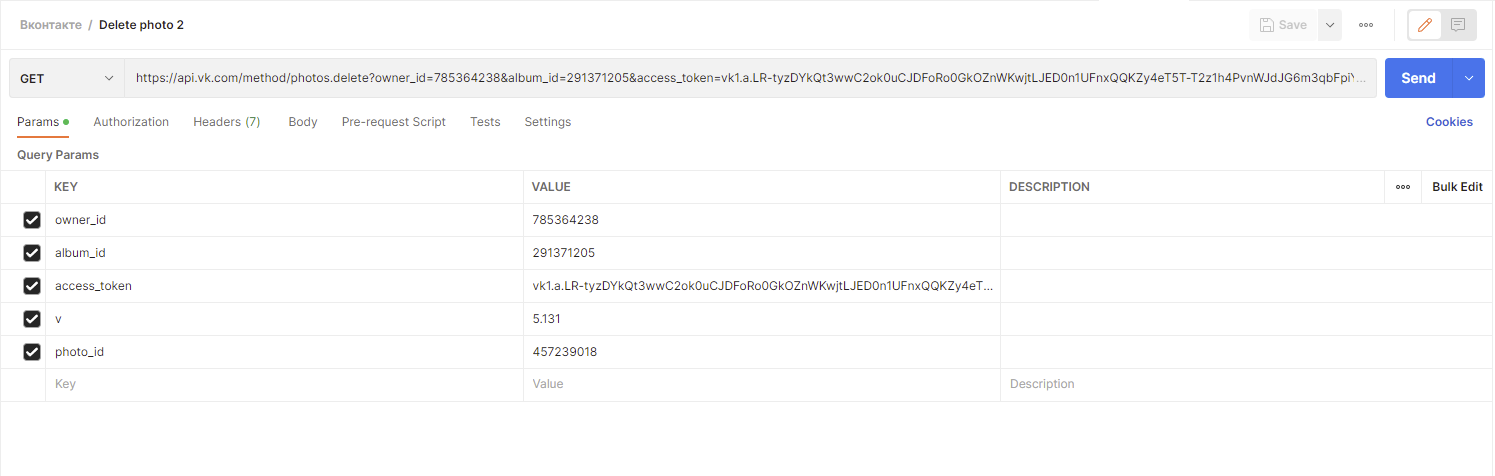 Вконтакте / Delete photo 2
Save
GET https://api.vk.com/method/photos.delete?owner_id=785364238&album_id=291371205&access_token=vk1.a.LR-tyzDYkQt3wwC2ok0uCJDFoRo0GkOZnWKwjtLJED0n1UFnxQQKZy4eT5T-T2z1h4PvnWJdJG6m3qbFpiY... Send
Params Authorization Headers (7) Body Pre-request Script Tests Settings Cookies
Query Params
KEY VALUE DESCRIPTION Bulk Edit
owner_id 785364238
album_id 291371205
access_token vk1.a.LR-tyzDYkQt3wwC2ok0uCJDFoRo0GkOZnWKwjtLJED0n1UFnxQQKZy4eT...
v 5.131
photo_id 457239018
Key Value Description